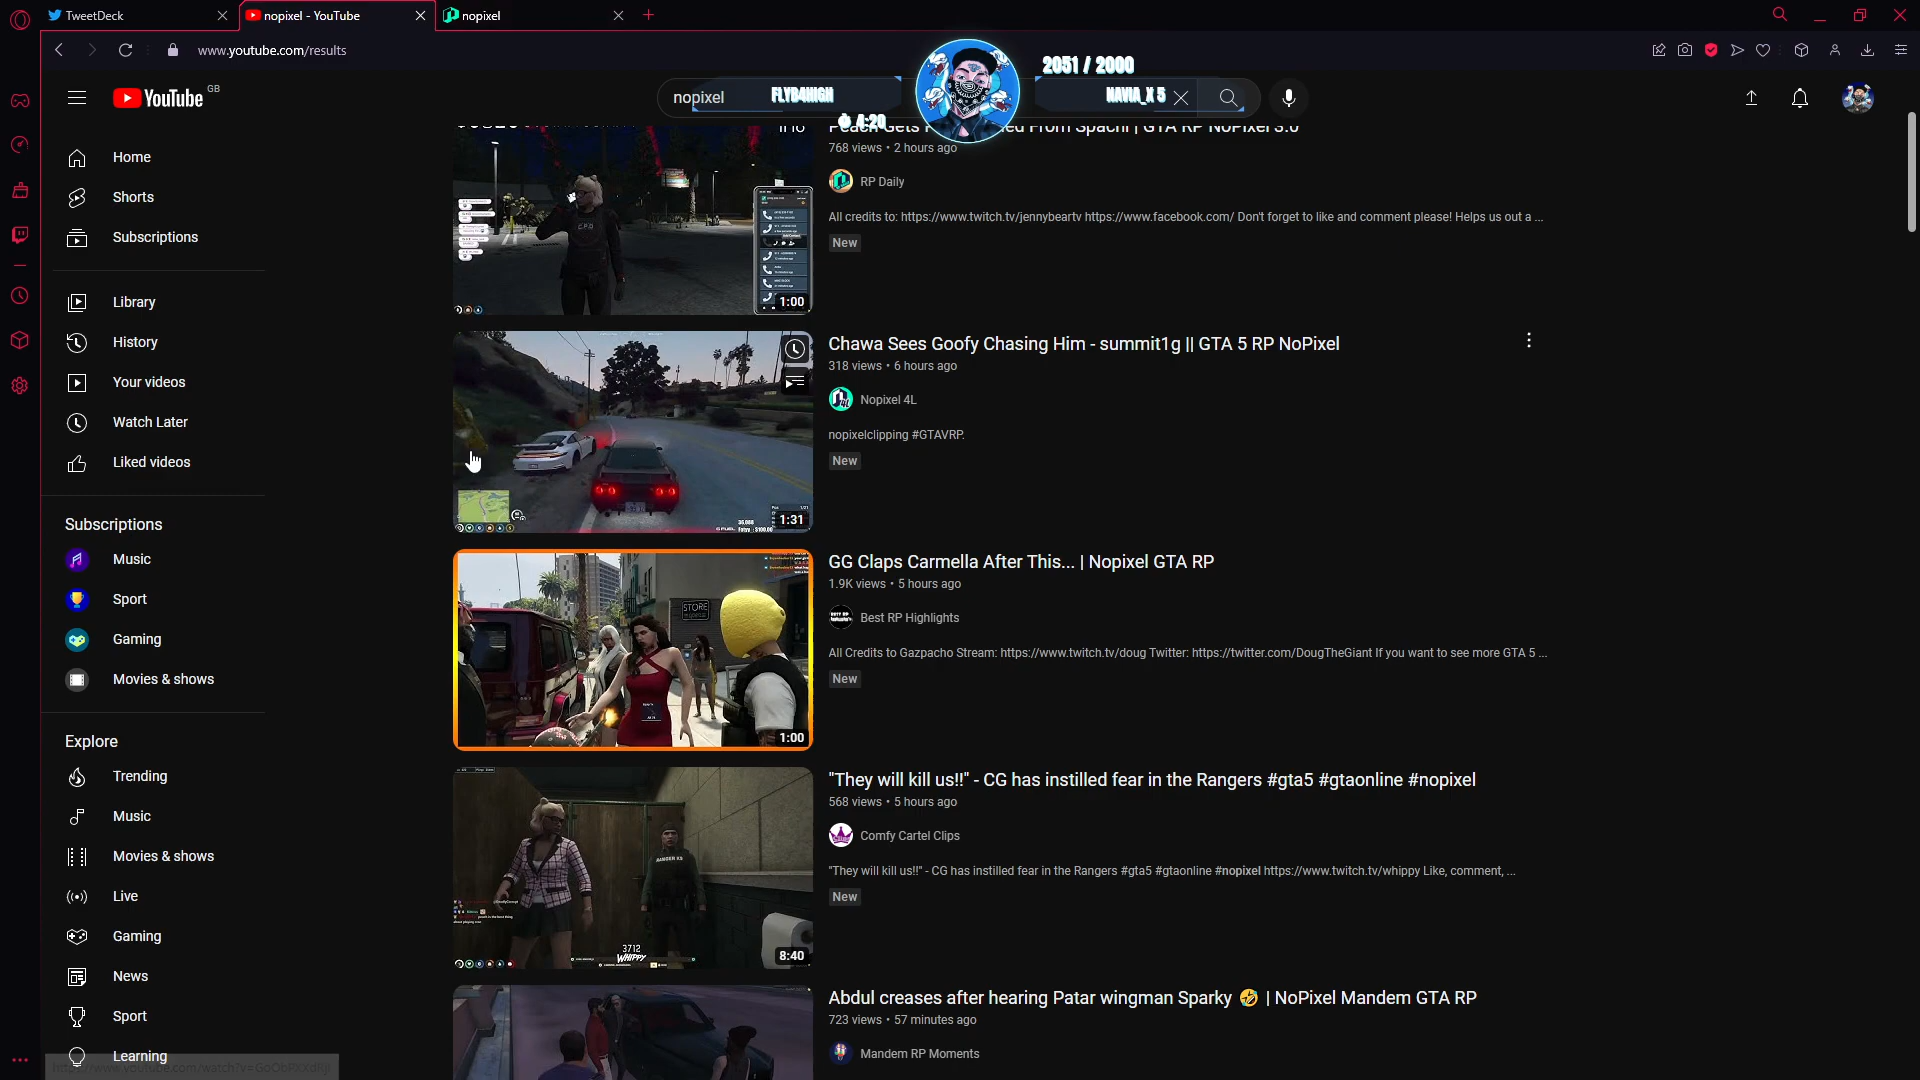 TweetDeck
nopixel - YouTube
nopixel
www.youtube.com/results
2051 / 2000
YouTube GB
nopixel
FLYB4HIGH
NAVIA_X 5
4:20
768 views • 2 hours ago
RP Daily
All credits to: https://www.twitch.tv/jennybeartv https://www.facebook.com/ Don't forget to like and comment please! Helps us out a ...
New
1:00
Chawa Sees Goofy Chasing Him - summit1g || GTA 5 RP NoPixel
318 views • 6 hours ago
Nopixel 4L
nopixelclipping #GTAVRP.
New
1:31
GG Claps Carmella After This... | Nopixel GTA RP
1.9K views • 5 hours ago
Best RP Highlights
All Credits to Gazpacho Stream: https://www.twitch.tv/doug Twitter: https://twitter.com/DougTheGiant If you want to see more GTA 5 ...
New
STORE
1:00
"They will kill us!!" - CG has instilled fear in the Rangers #gta5 #gtaonline #nopixel
568 views • 5 hours ago
Comfy Cartel Clips
"They will kill us!!" - CG has instilled fear in the Rangers #gta5 #gtaonline #nopixel https://www.twitch.tv/whippy Like, comment, ...
New
3712
WHIPPY
8:40
Abdul creases after hearing Patar wingman Sparky 🤣 | NoPixel Mandem GTA RP
723 views • 57 minutes ago
Mandem RP Moments
Home
Shorts
Subscriptions
Library
History
Your videos
Watch Later
Liked videos
Subscriptions
Music
Sport
Gaming
Movies & shows
Explore
Trending
Music
Movies & shows
Live
Gaming
News
Sport
Learning